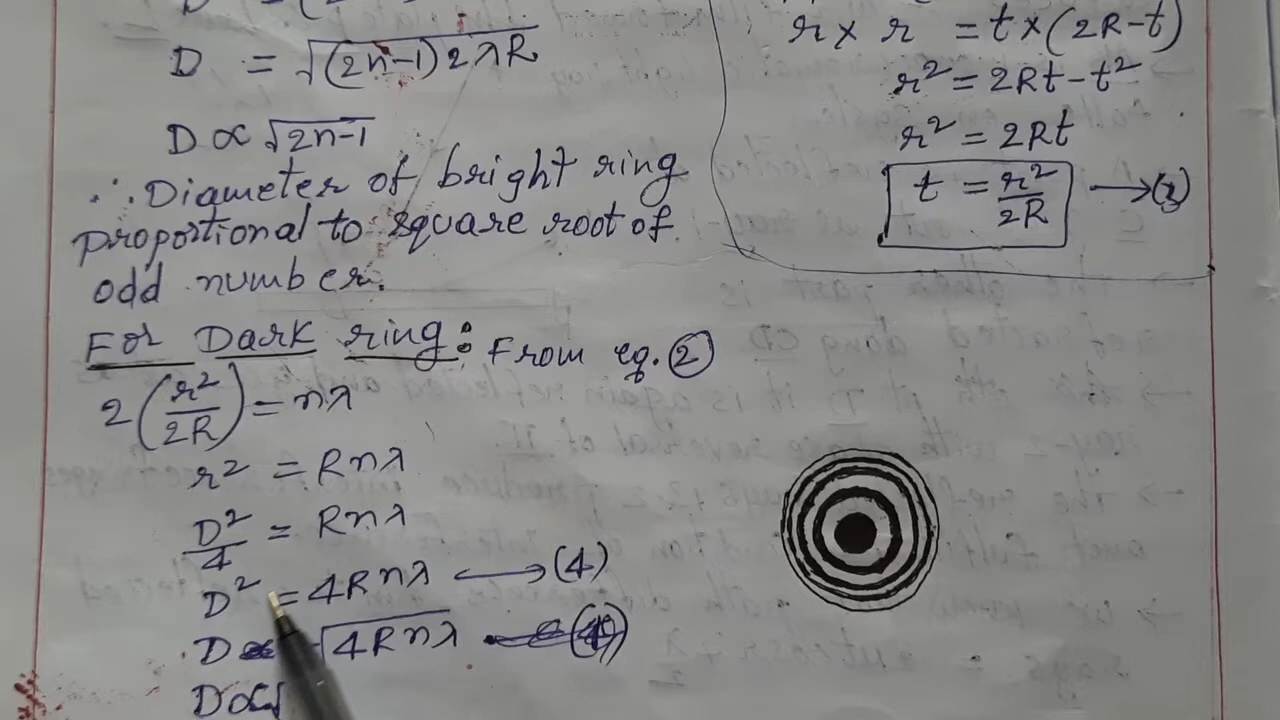 D = √(2n-1)2λR
D ∝ √2n-1
∴ Diameter of bright ring
proportional to square root of
odd number.
For Dark ring: From eq. ②
2(r²/2R) = nλ
r² = Rnλ
D²/4 = Rnλ
D² = 4Rnλ ⟵⟶ (4)
D √4Rnλ
D ∝ √
r × r = t × (2R-t)
r² = 2Rt - t²
r² = 2Rt
t = r²/2R ⟶ (3)